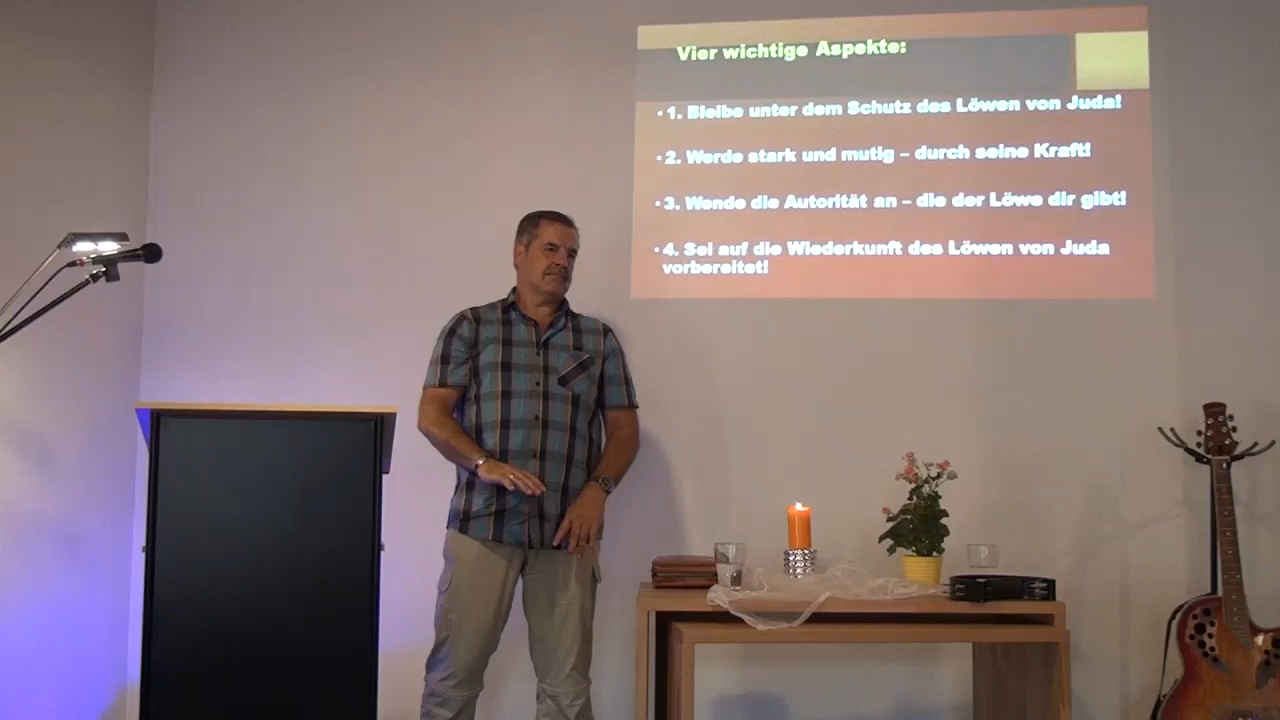 Vier wichtige Aspekte:
• 1. Bleibe unter dem Schutz des Löwen von Juda!
• 2. Werde stark und mutig – durch seine Kraft!
• 3. Wende die Autorität an – die der Löwe dir gibt!
• 4. Sei auf die Wiederkunft des Löwen von Juda
vorbereitet!